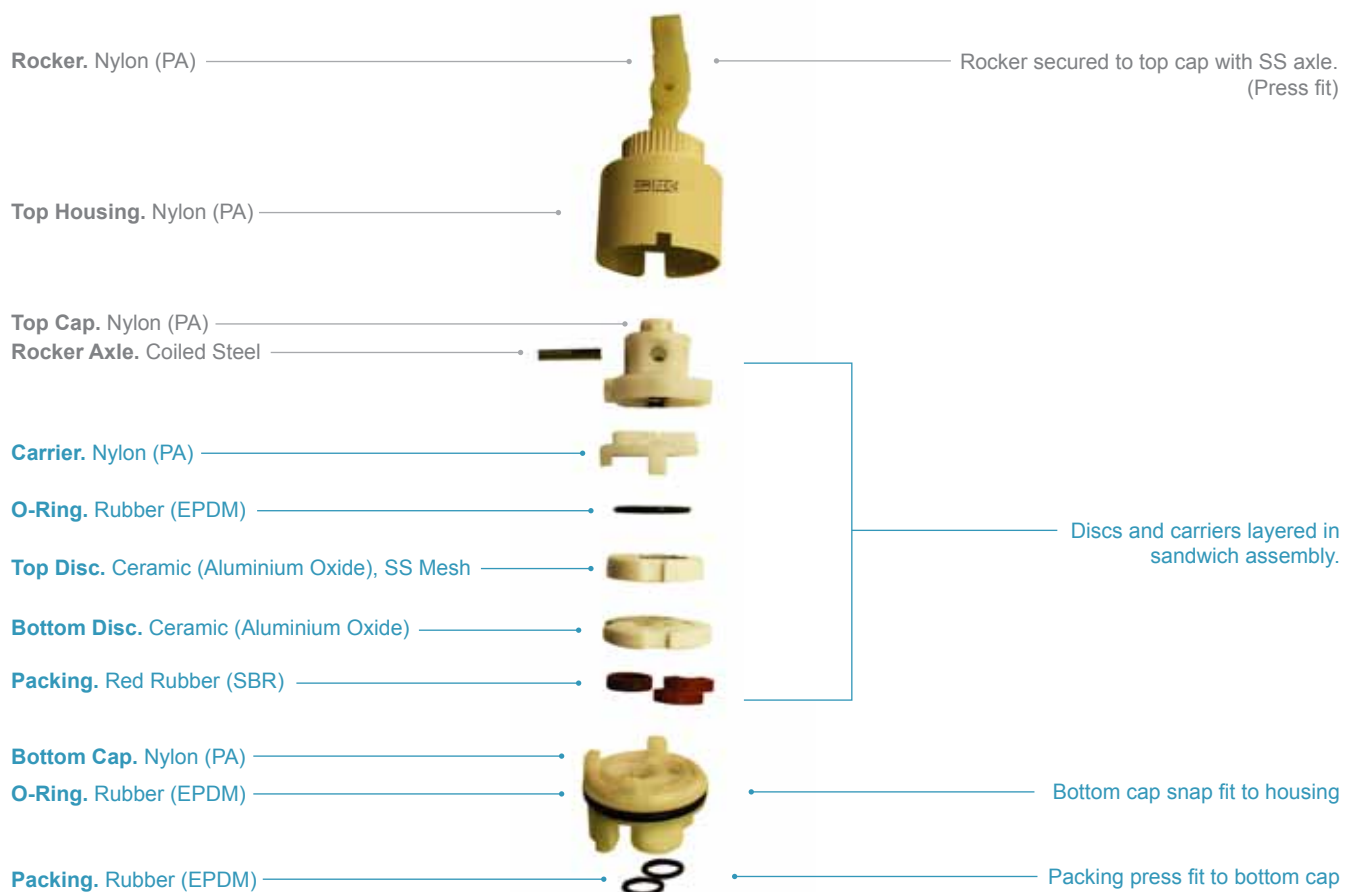 Rocker. Nylon (PA)
Rocker secured to top cap with SS axle.
(Press fit)
Top Housing. Nylon (PA)
Top Cap. Nylon (PA)
Rocker Axle. Coiled Steel
Carrier. Nylon (PA)
O-Ring. Rubber (EPDM)
Top Disc. Ceramic (Aluminium Oxide), SS Mesh
Discs and carriers layered in
sandwich assembly.
Bottom Disc. Ceramic (Aluminium Oxide)
Packing. Red Rubber (SBR)
Bottom Cap. Nylon (PA)
O-Ring. Rubber (EPDM)
Bottom cap snap fit to housing
Packing. Rubber (EPDM)
Packing press fit to bottom cap